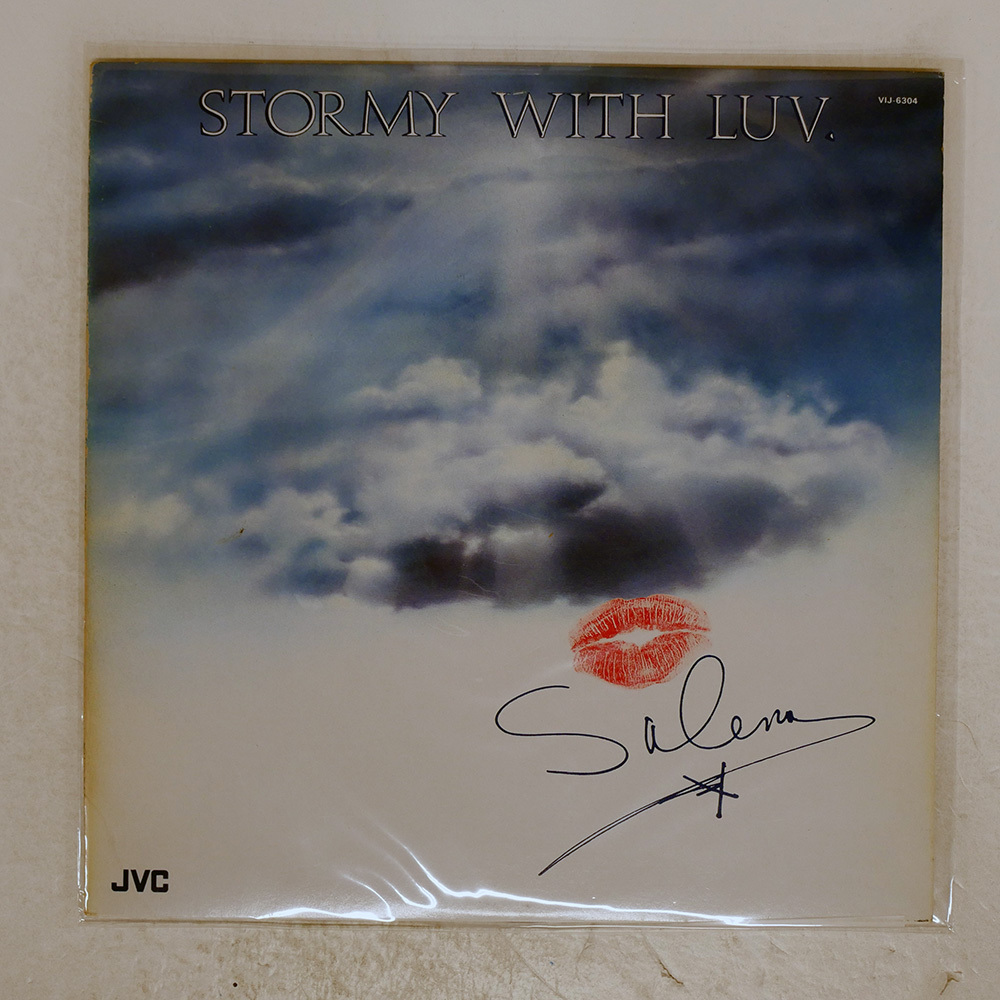 STORMY WITH LUV.
VIJ-6304
Salena
JVC